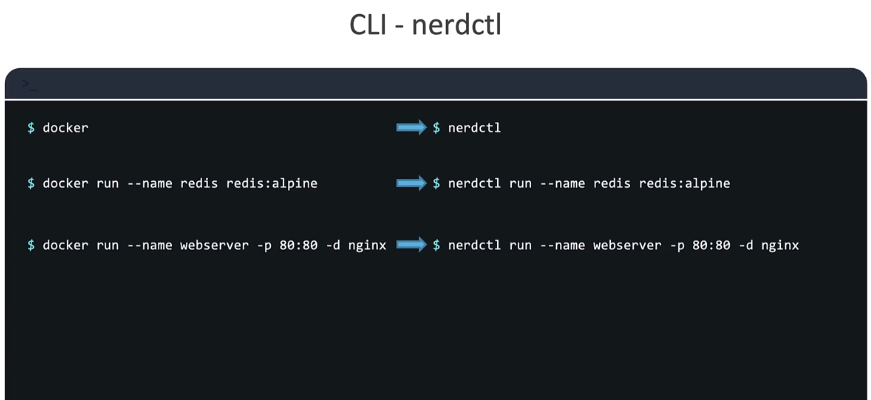 CLI - nerdctl
>_
$ docker
$ nerdctl
$ docker run --name redis redis:alpine
$ nerdctl run --name redis redis:alpine
$ docker run --name webserver -p 80:80 -d nginx
$ nerdctl run --name webserver -p 80:80 -d nginx